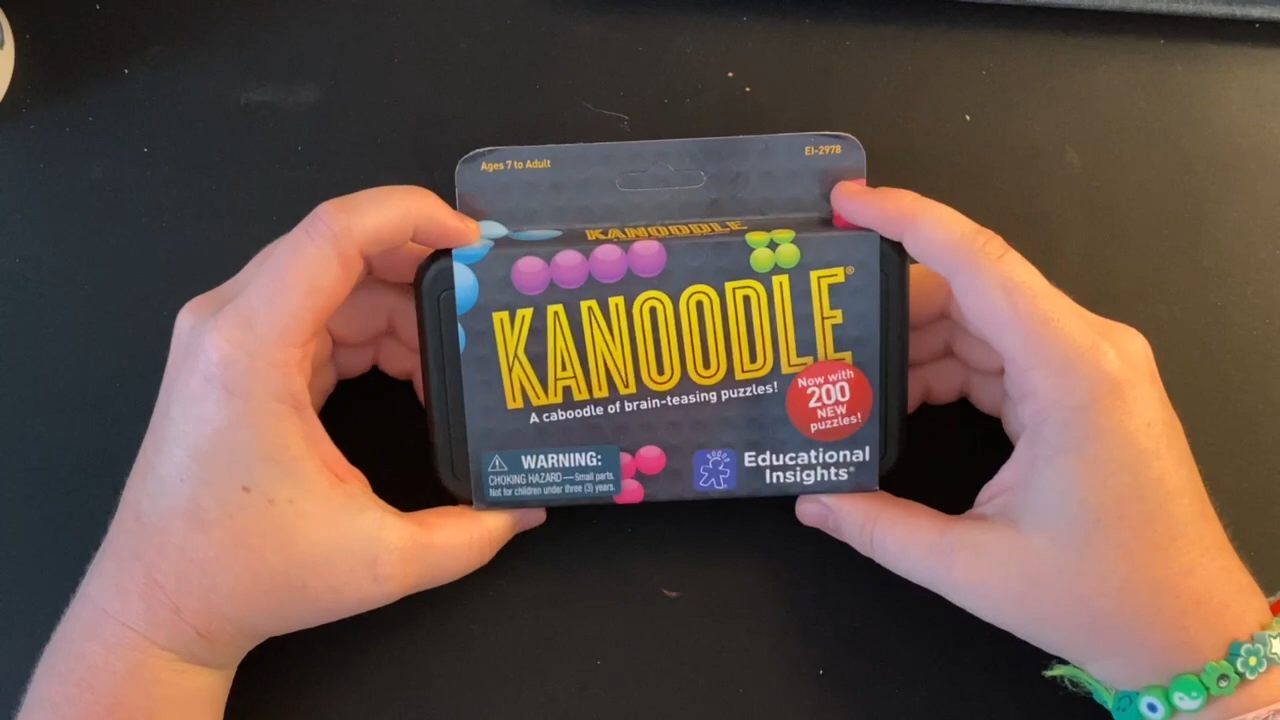 Ages 7 to Adult
EI-2978
KANOODLE
KANOODLE®
A caboodle of brain-teasing puzzles!
Now with
200
NEW
puzzles!
WARNING:
CHOKING HAZARD—Small parts.
Not for children under three (3) years.
Educational
Insights®